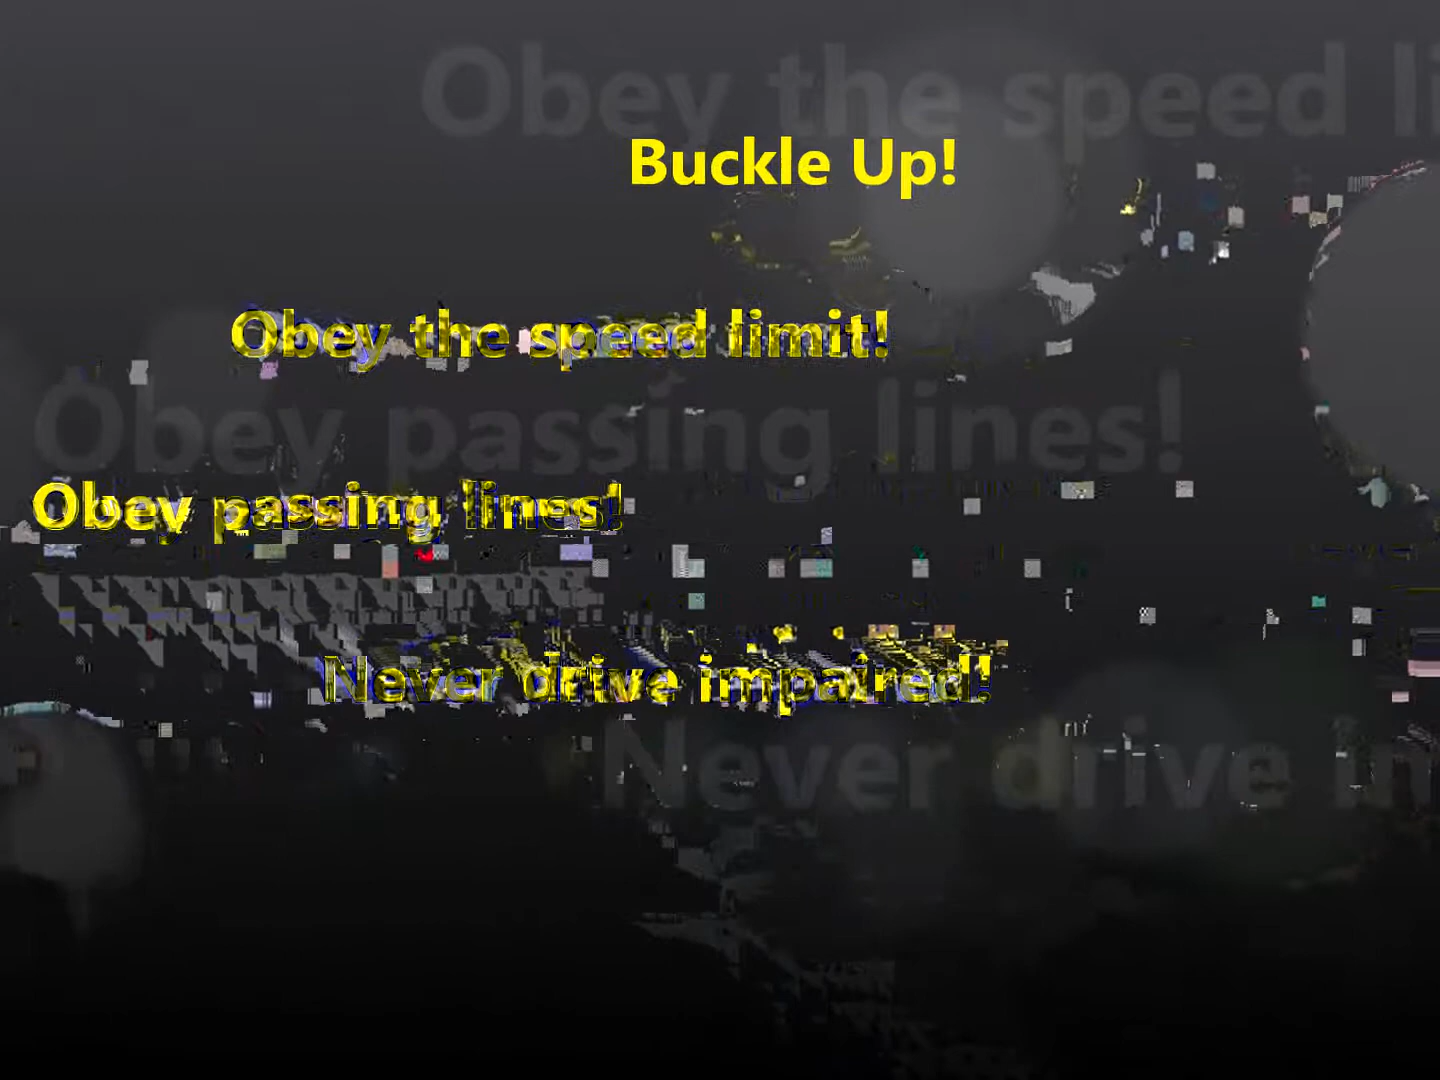 Obey the speed li
Buckle Up!
Obey the speed limit!
Obey passing lines!
Obey passing lines!
Never drive impaired!
Never drive im